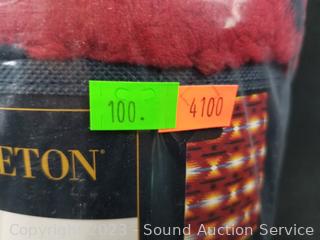 100. 4100
ETON®
Copyright 2023 - Sound Auction Service